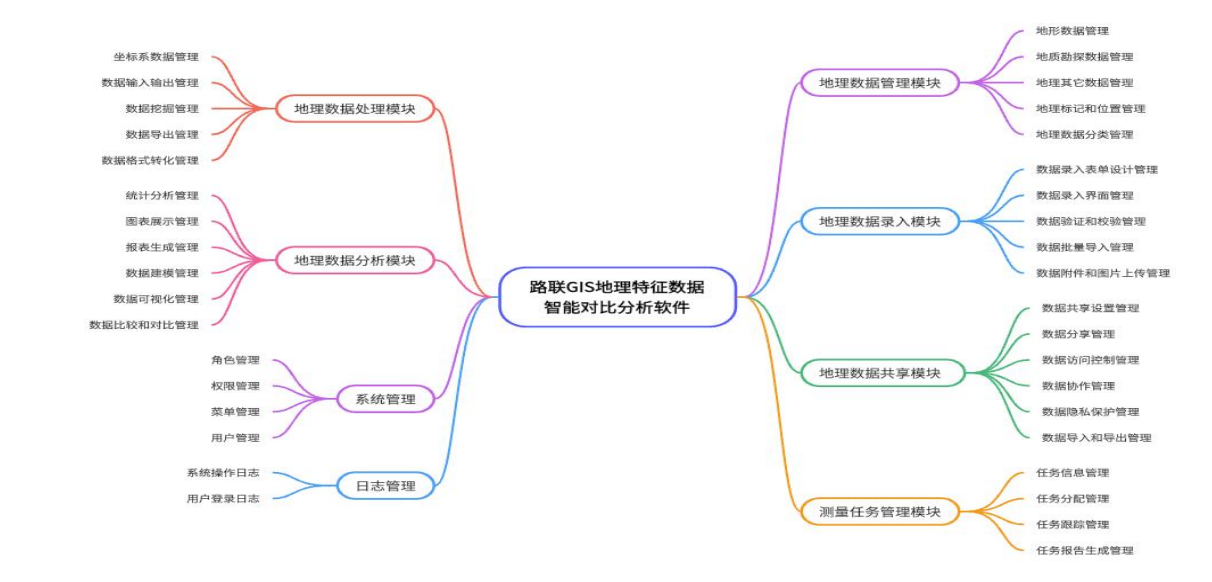 路联GIS地理特征数据
智能对比分析软件
地理数据处理模块
坐标系数据管理
数据输入输出管理
数据挖掘管理
数据导出管理
数据格式转化管理
地理数据分析模块
统计分析管理
图表展示管理
报表生成管理
数据建模管理
数据可视化管理
数据比较和对比管理
系统管理
角色管理
权限管理
菜单管理
用户管理
日志管理
系统操作日志
用户登录日志
地理数据管理模块
地形数据管理
地质勘探数据管理
地理其它数据管理
地理标记和位置管理
地理数据分类管理
地理数据录入模块
数据录入表单设计管理
数据录入界面管理
数据验证和校验管理
数据批量导入管理
数据附件和图片上传管理
地理数据共享模块
数据共享设置管理
数据分享管理
数据访问控制管理
数据协作管理
数据隐私保护管理
数据导入和导出管理
测量任务管理模块
任务信息管理
任务分配管理
任务跟踪管理
任务报告生成管理